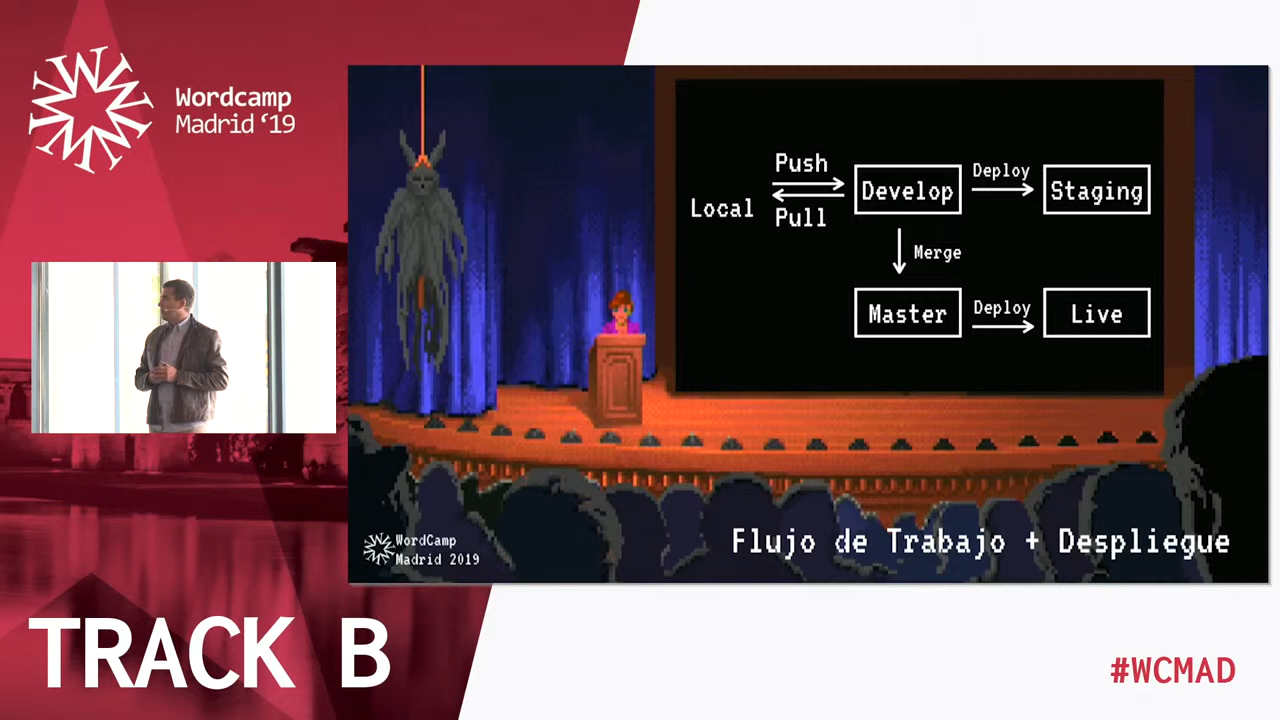 Wordcamp
Madrid ‘19
Push
Pull
Local
Develop
Deploy
Staging
Merge
Master
Deploy
Live
WordCamp
Madrid 2019
Flujo de Trabajo + Despliegue
TRACK B
#WCMAD